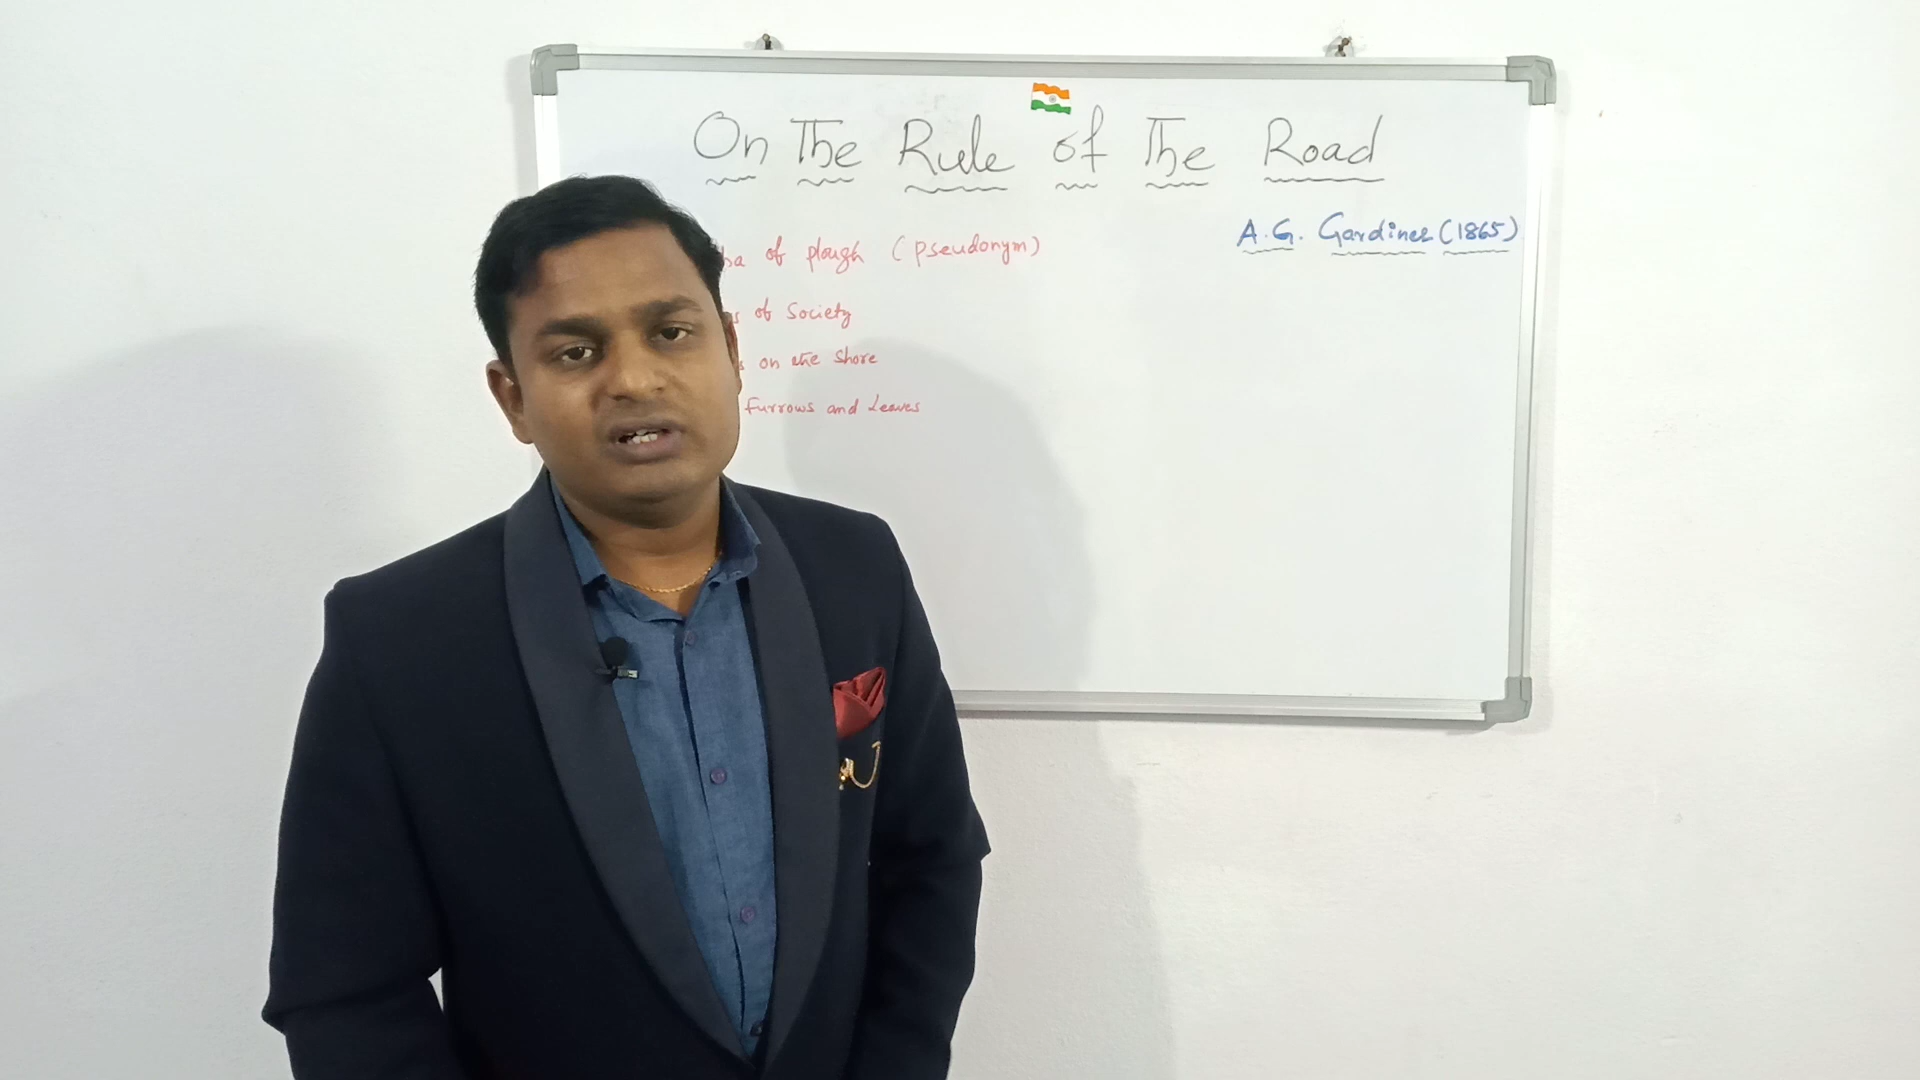 On The Rule of The Road
A. G. Gardiner (1865)
of plough (pseudonym)
of Society
on the Shore
Furrows and Leaves